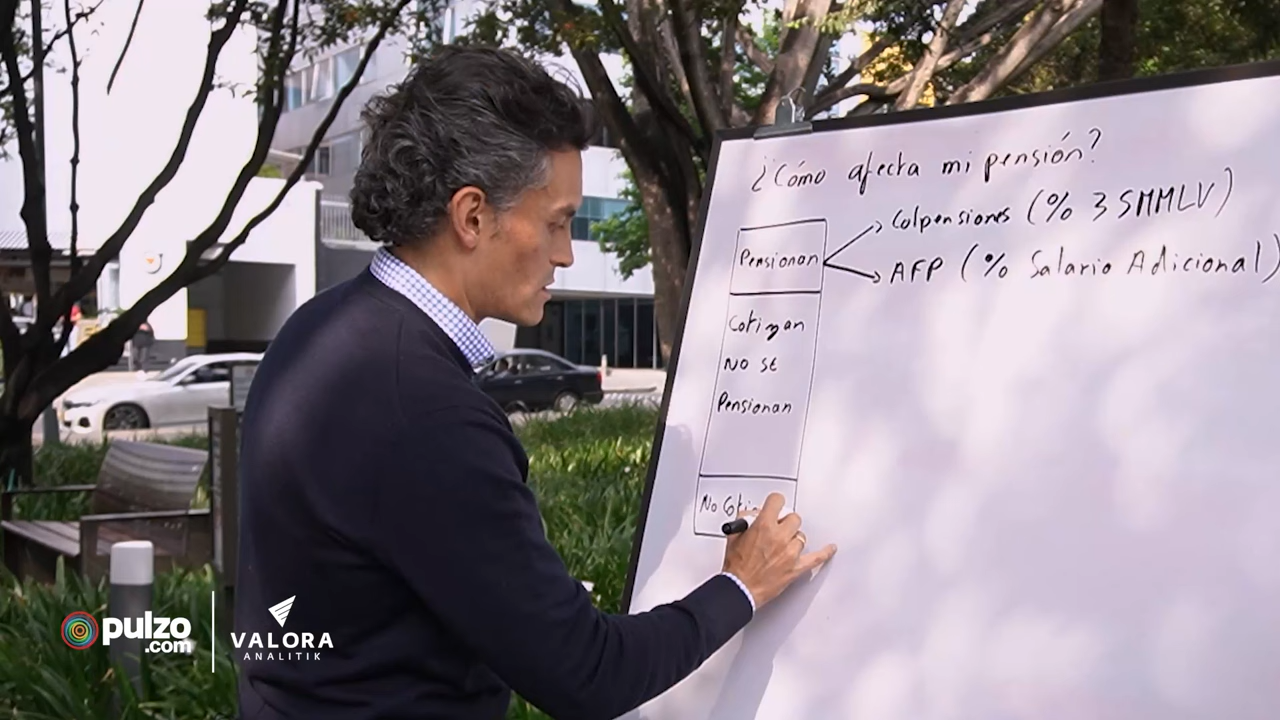 ¿Cómo afecta mi pensión?
Pensionan
Colpensiones (% 3 SMMLV)
AFP (% Salario Adicional)
Cotizan
No se
Pensionan
No
pulzo
.com
VALORA
ANALITIK